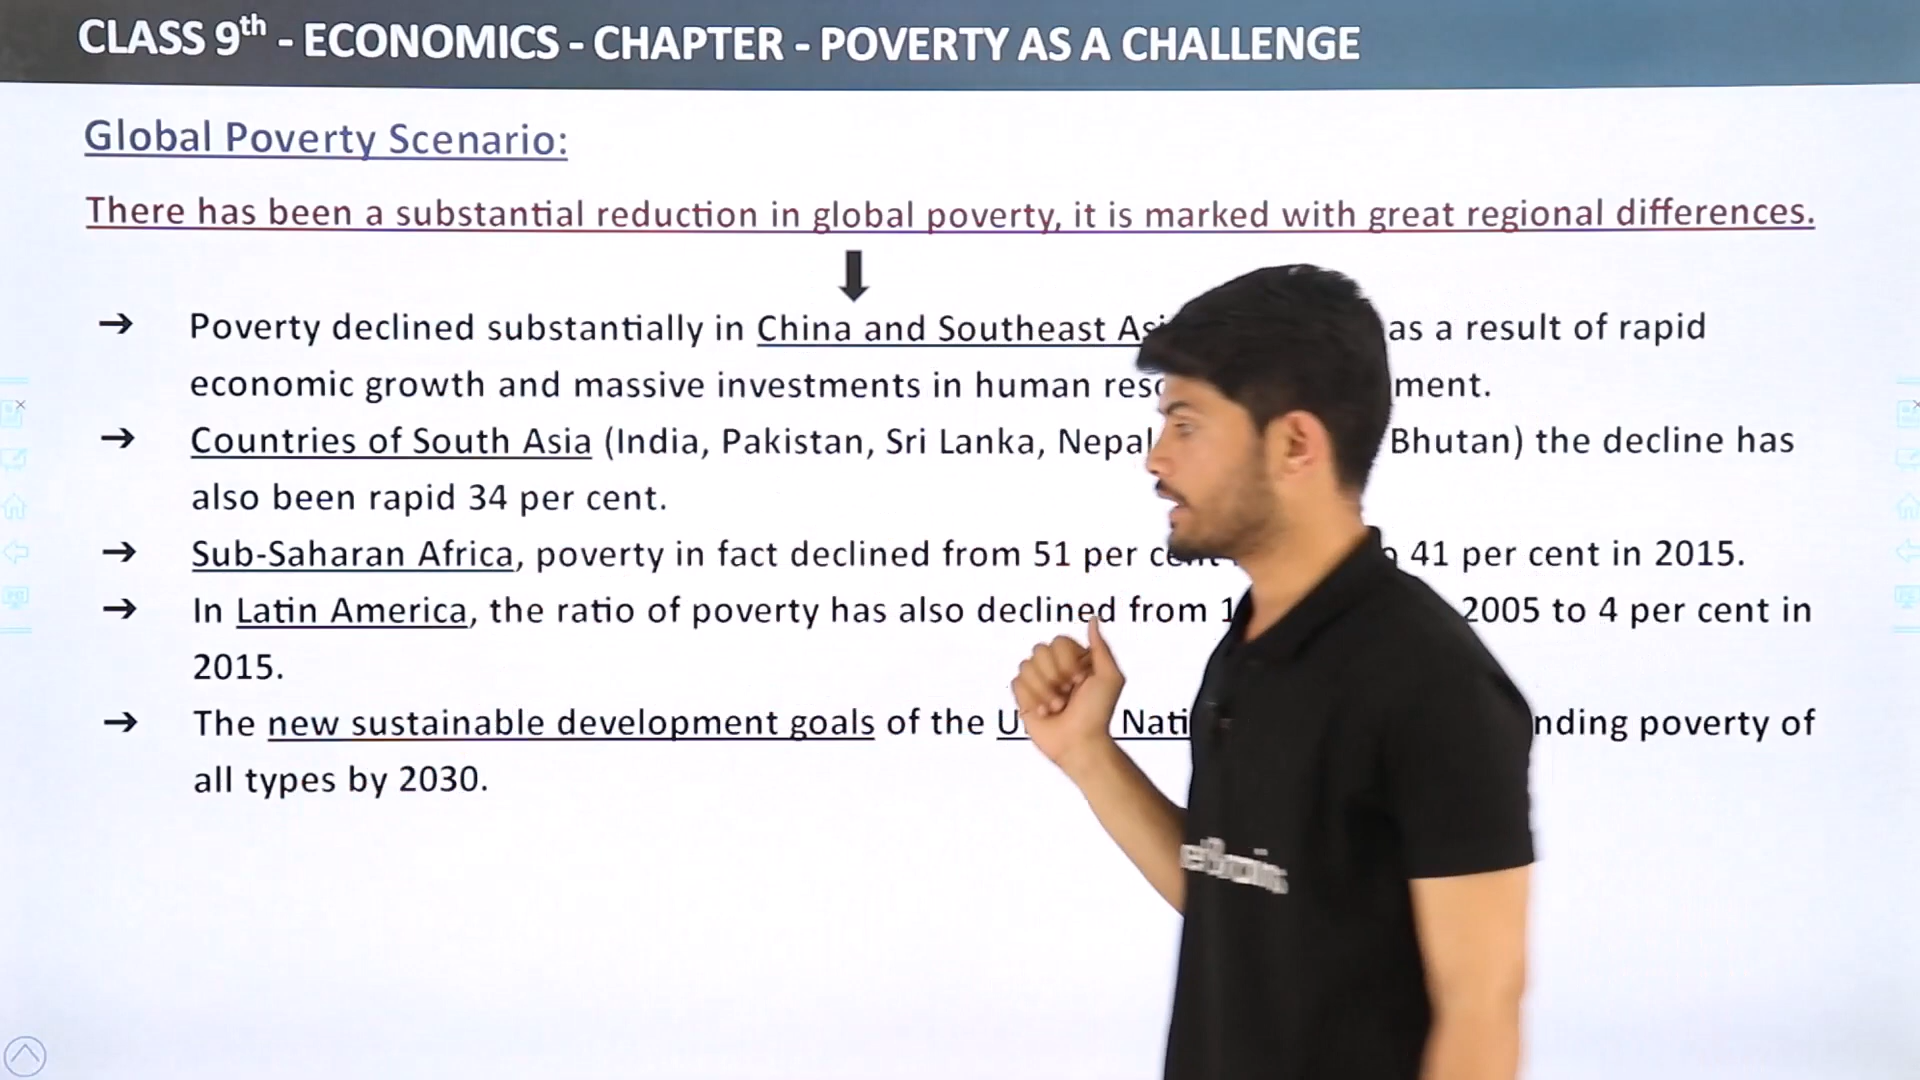 CLASS 9th - ECONOMICS - CHAPTER - POVERTY AS A CHALLENGE
Global Poverty Scenario:
There has been a substantial reduction in global poverty, it is marked with great regional differences.
→ Poverty declined substantially in China and Southeast as a result of rapid
economic growth and massive investments in human
→ Countries of South Asia (India, Pakistan, Sri Lanka, Nepal Bhutan) the decline has
also been rapid 34 per cent.
→ Sub-Saharan Africa, poverty in fact declined from 51 per 41 per cent in 2015.
→ In Latin America, the ratio of poverty has also declined from 2005 to 4 per cent in
2015.
→ The new sustainable development goals of the poverty of
all types by 2030.